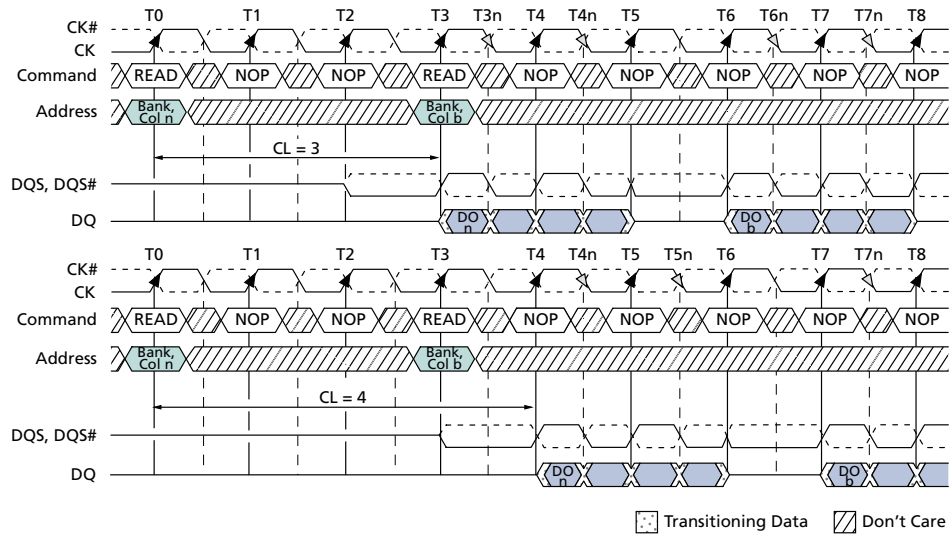 T0 T1 T2 T3 T3n T4 T4n T5 T6 T6n T7 T7n T8
CK#
CK
Command READ NOP NOP READ NOP NOP NOP NOP NOP
Address Bank, Col n Bank, Col b
CL = 3
DQS, DQS#
DQ DO n DO b
T0 T1 T2 T3 T4 T4n T5 T5n T6 T7 T7n T8
CK#
CK
Command READ NOP NOP READ NOP NOP NOP NOP NOP
Address Bank, Col n Bank, Col b
CL = 4
DQS, DQS#
DQ DO n DO b
Transitioning Data Don't Care